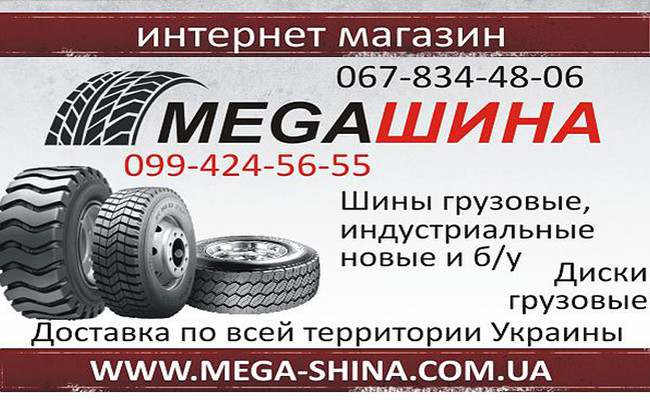 интернет магазин
067-834-48-06
MEGAШИНА
099-424-56-55
Шины грузовые,
индустриальные
новые и б/у
Диски
грузовые
Доставка по всей территории Украины
WWW.MEGA-SHINA.COM.UA